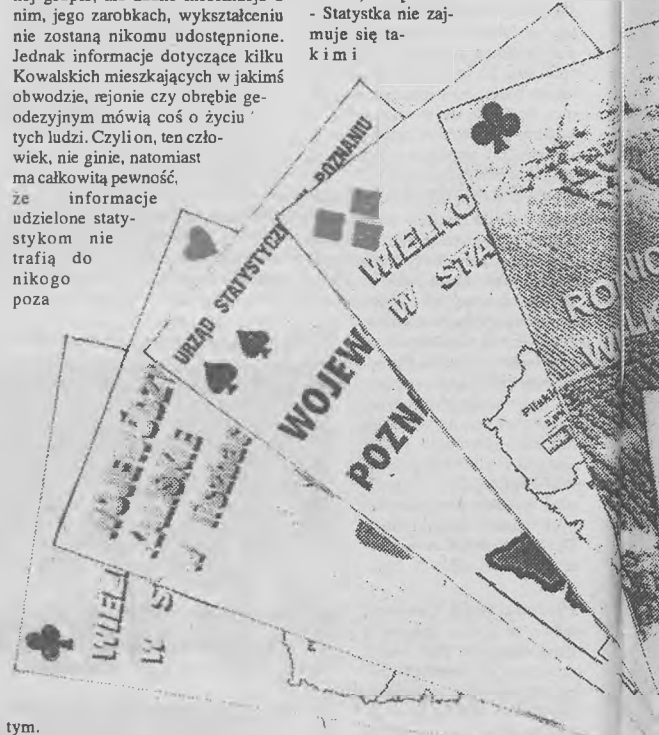 nim, jego zarobkach, wykształceniu
nie zostaną nikomu udostępnione.
Jednak informacje dotyczące kilku
Kowalskich mieszkających w jakimś
obwodzie, rejonie czy obrębie ge-
odezyjnym mówią coś o życiu
tych ludzi. Czyli on, ten czło-
wiek, nie ginie, natomiast
ma całkowitą pewność,
że informacje
udzielone staty-
stykom nie
trafią do
nikogo
poza
tym.
- Statystka nie zaj-
muje się ta-
kimi
WIEL
W S
URZĄD STATYSTYCZ
POZNANIU
WOJEW
POZN
WIELKO
W STA
Pilski